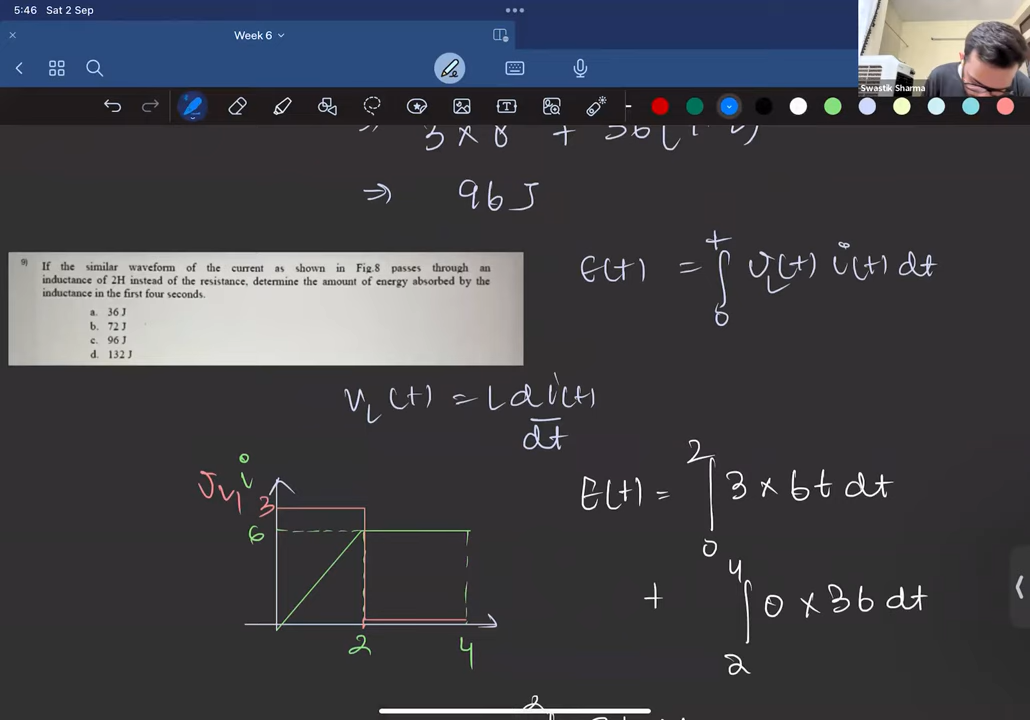 5:46 Sat 2 Sep
Week 6
Swastik Sharma
⇒ 96 J
9) If the similar waveform of the current as shown in Fig.8 passes through an
inductance of 2H instead of the resistance, determine the amount of energy absorbed by the
inductance in the first four seconds.
a. 36 J
b. 72 J
c. 96 J
d. 132 J
E(t) = ∫₀ᵗ v_L(t) i(t) dt
v_L(t) = L di(t)/dt
E(t) = ∫₀² 3 × 6t dt
+ ∫₂⁴ 0 × 36 dt
i
3
6
2 4